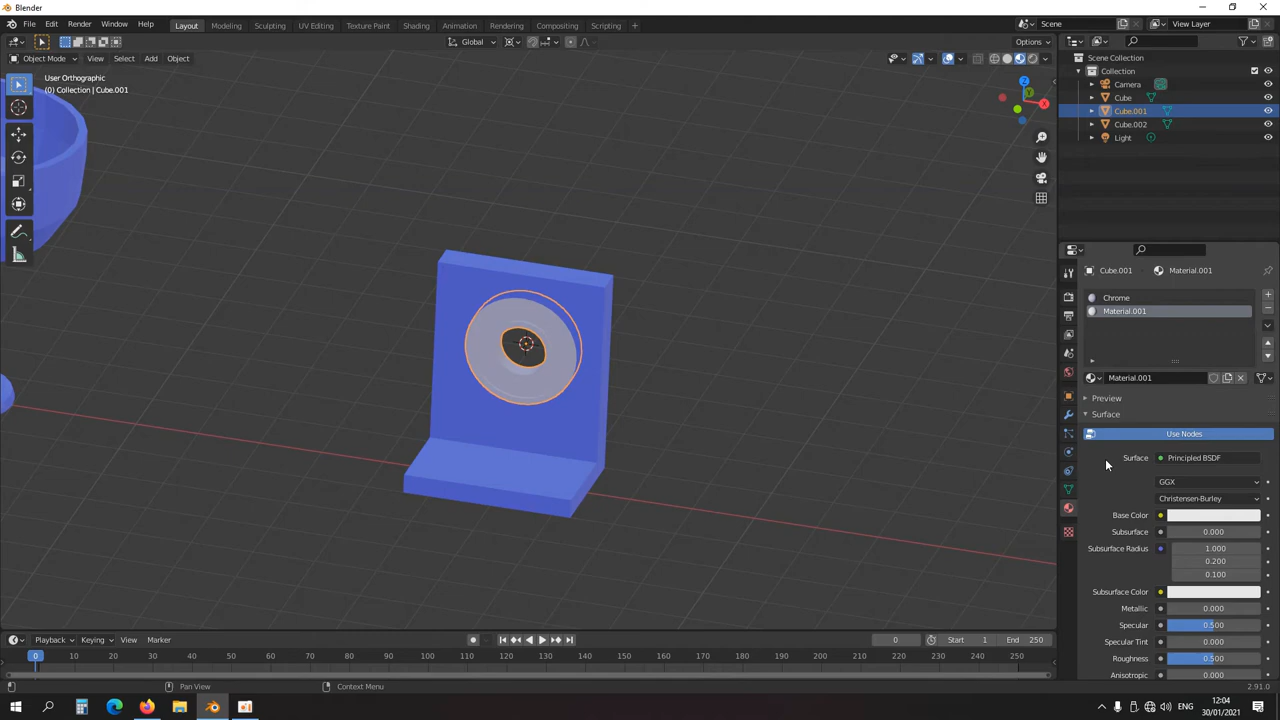 Blender
File Edit Render Window Help Layout Modeling Sculpting UV Editing Texture Paint Shading Animation Rendering Compositing Scripting + Scene View Layer
Global Options
Object Mode View Select Add Object
User Orthographic
(0) Collection | Cube.001
X
Y
Z
Scene Collection
Collection
Camera
Cube
Cube.001
Cube.002
Light
Cube.001 Material.001
Chrome
Material.001
Material.001
Preview
Surface
Use Nodes
Surface Principled BSDF
GGX
Christensen-Burley
Base Color
Subsurface 0.000
Subsurface Radius 1.000
0.200
0.100
Subsurface Color
Metallic 0.000
Specular 0.500
Specular Tint 0.000
Roughness 0.500
Anisotropic 0.000
Playback Keying View Marker 0 Start 1 End 250
0 10 20 30 40 50 60 70 80 90 100 110 120 130 140 150 160 170 180 190 200 210 220 230 240 250
Pan View Context Menu 2.91.0
ENG
12:04
30/01/2021